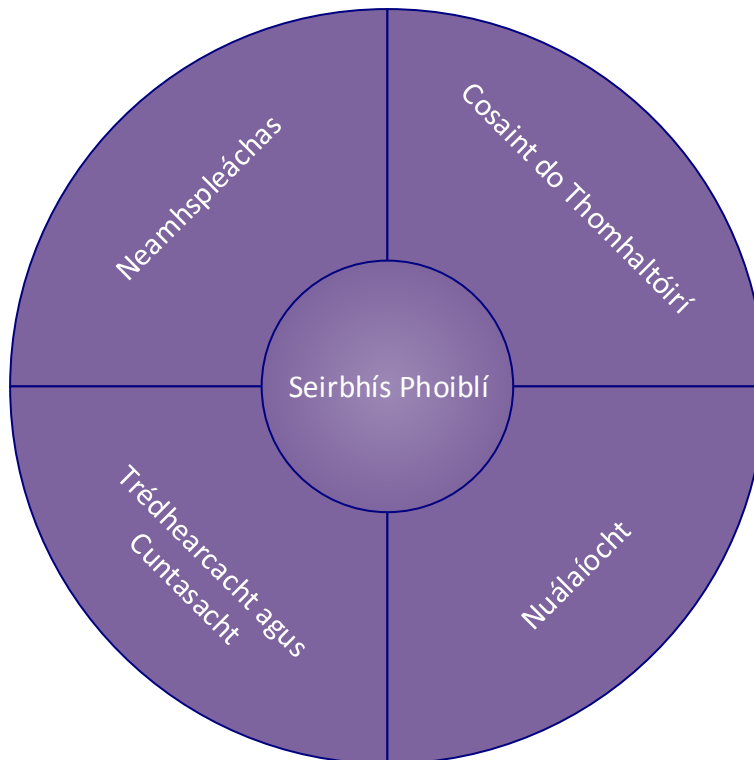 Neamhspleáchas
Cosaint do Thomhaltóirí
Seirbhís Phoiblí
Trédhearcacht agus
Cuntasacht
Nuálaíocht